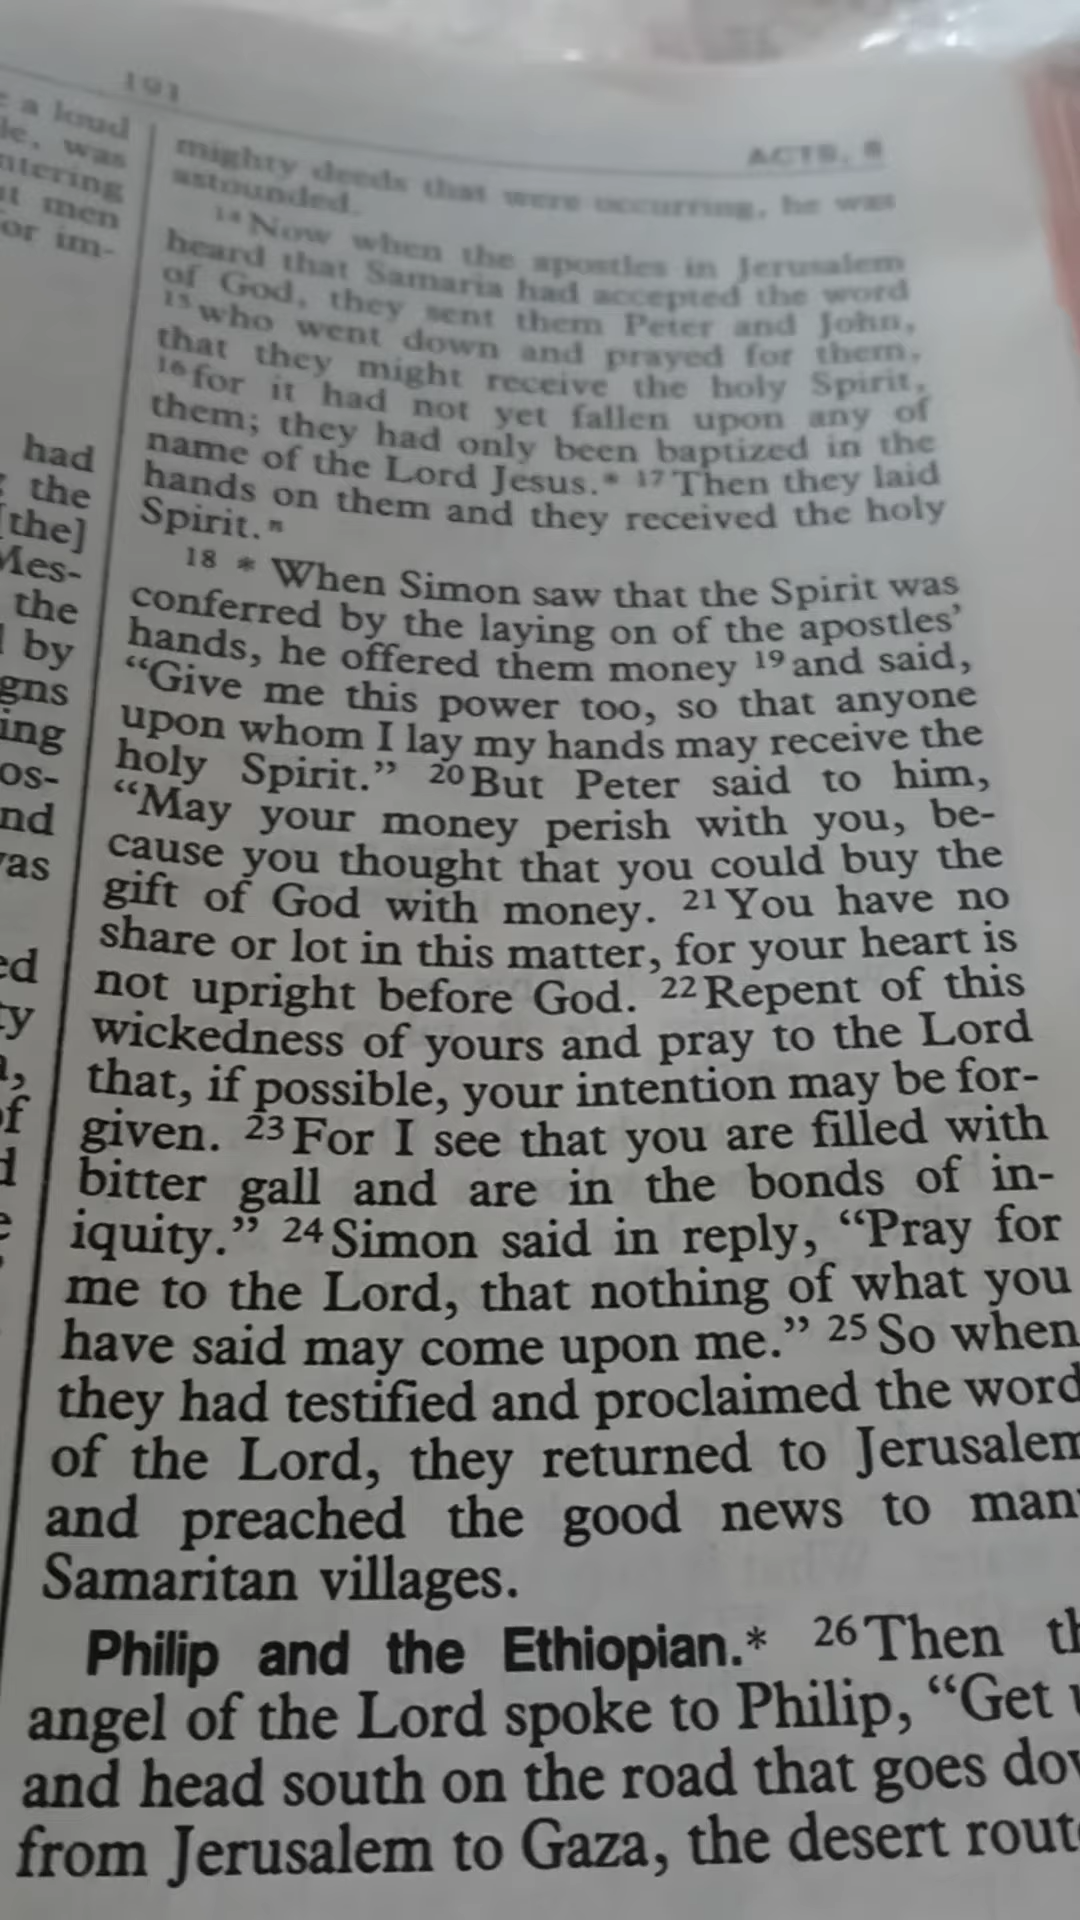 191
ACTS, 8
a loud
was
men
or im-
had
the
[the]
Mes-
the
by
gns
ing
os-
nd
as
ed
ty
of
mighty deeds that were occurring, he was
astounded.
14 Now when the apostles in Jerusalem
heard that Samaria had accepted the word
of God, they sent them Peter and John,
15 who went down and prayed for them,
that they might receive the holy Spirit,
16 for it had not yet fallen upon any of
them; they had only been baptized in the
name of the Lord Jesus.* 17 Then they laid
hands on them and they received the holy
Spirit.n
18 * When Simon saw that the Spirit was
conferred by the laying on of the apostles’
hands, he offered them money 19 and said,
“Give me this power too, so that anyone
upon whom I lay my hands may receive the
holy Spirit.” 20 But Peter said to him,
“May your money perish with you, be-
cause you thought that you could buy the
gift of God with money. 21 You have no
share or lot in this matter, for your heart is
not upright before God. 22 Repent of this
wickedness of yours and pray to the Lord
that, if possible, your intention may be for-
given. 23 For I see that you are filled with
bitter gall and are in the bonds of in-
iquity.” 24 Simon said in reply, “Pray for
me to the Lord, that nothing of what you
have said may come upon me.” 25 So when
they had testified and proclaimed the word
of the Lord, they returned to Jerusalem
and preached the good news to man
Samaritan villages.
Philip and the Ethiopian.* 26 Then th
angel of the Lord spoke to Philip, “Get u
and head south on the road that goes dow
from Jerusalem to Gaza, the desert route